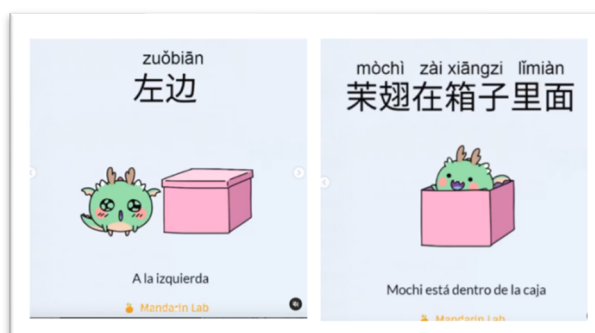 zuǒbiān
左边
A la izquierda
Mandarin Lab
mòchì zài xiāngzi lǐmiàn
茉翅在箱子里面
Mochi está dentro de la caja
Mandarin Lab